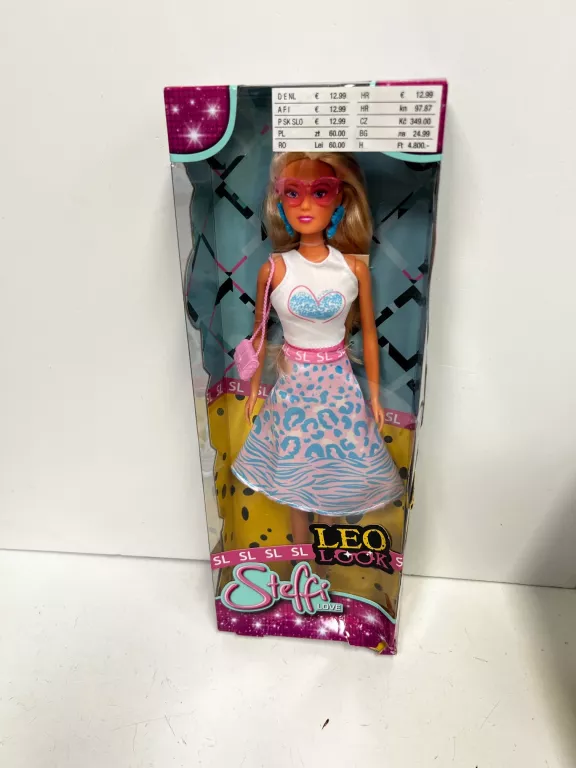 D E NL € 12.99 HR € 12.99
A F I € 12.99 HR kn 97.87
P SK SLO € 12.99 CZ Kč 349.00
PL zł 60.00 BG лв 24.99
RO Lei 60.00 H Ft 4.800.-
SL SL
SL
SL
SL SL SL SL
LEO
LOOK
S
Steffi
LOVE